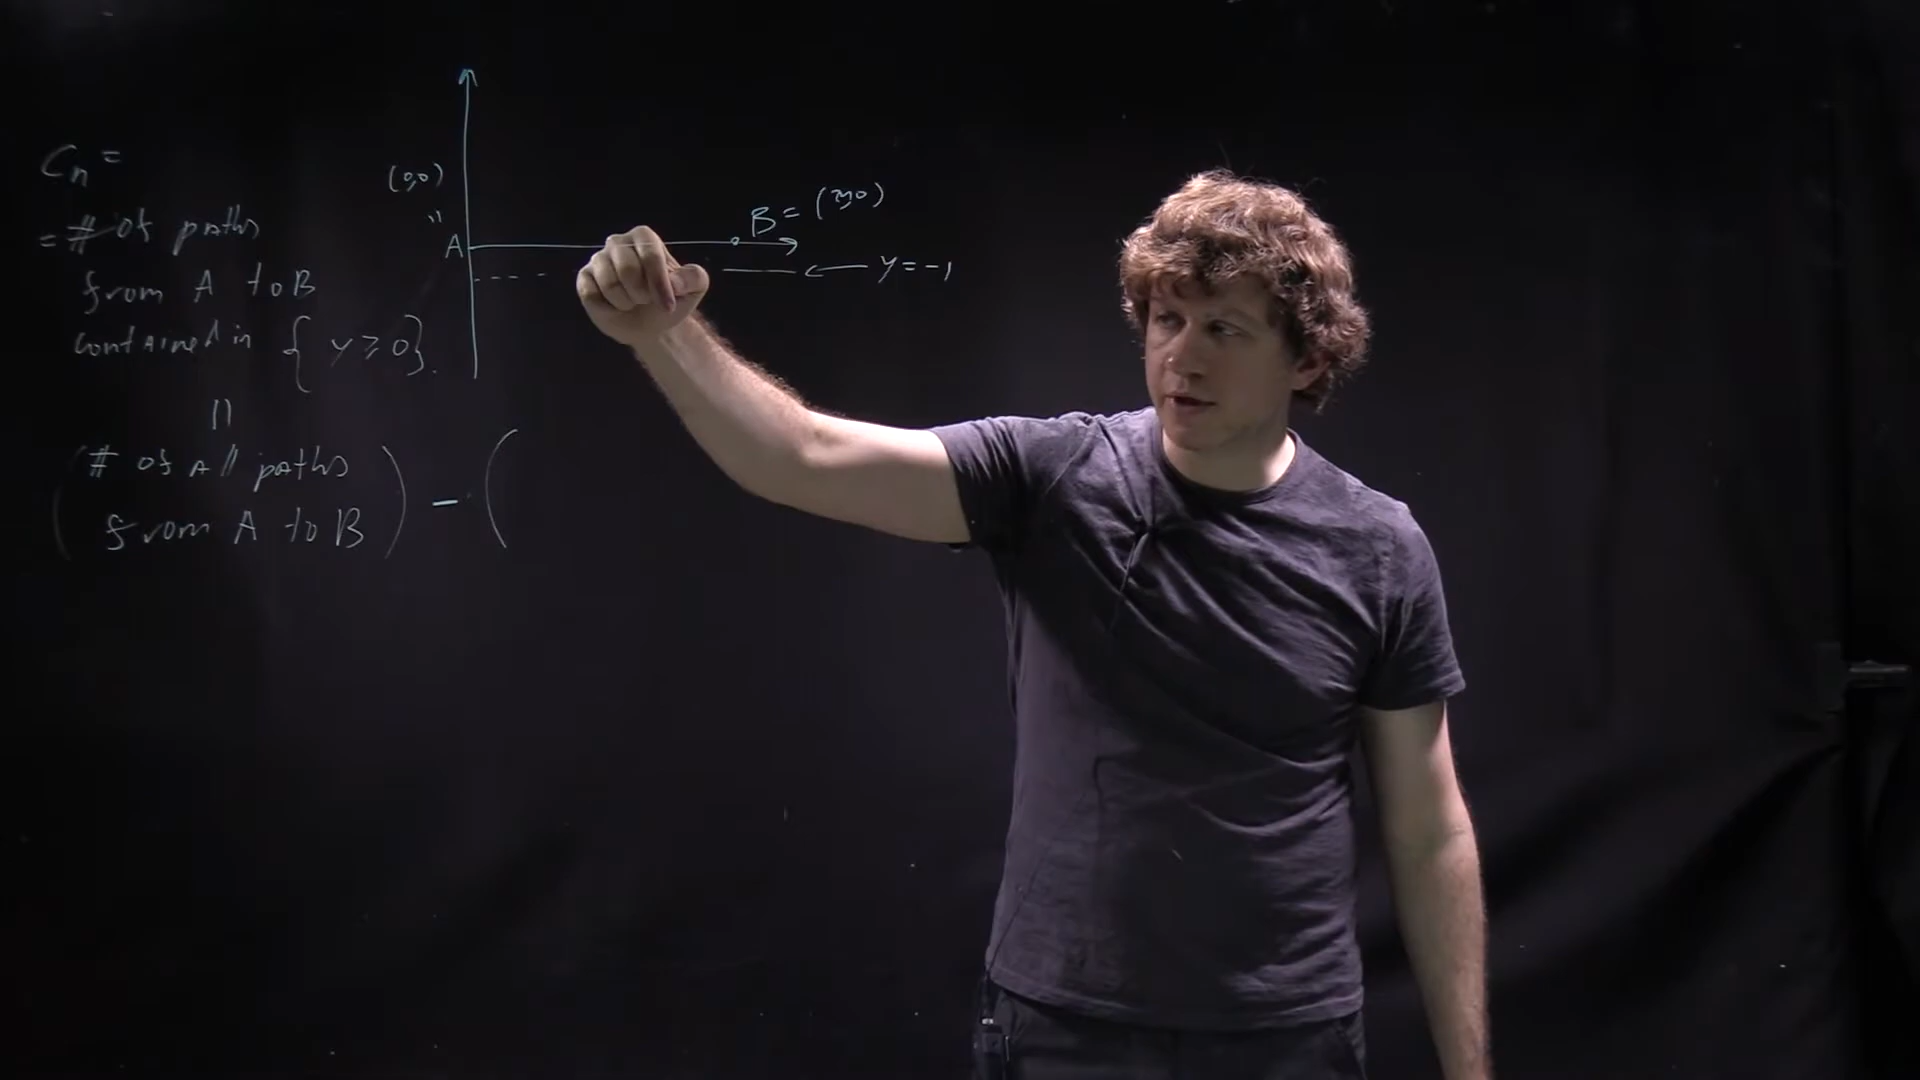 Cn =
= # of paths
from A to B
contained in { y ≥ 0 }.
||
( # of all paths
from A to B ) - (
(0,0)
||
A
B = (2n,0)
← y = -1